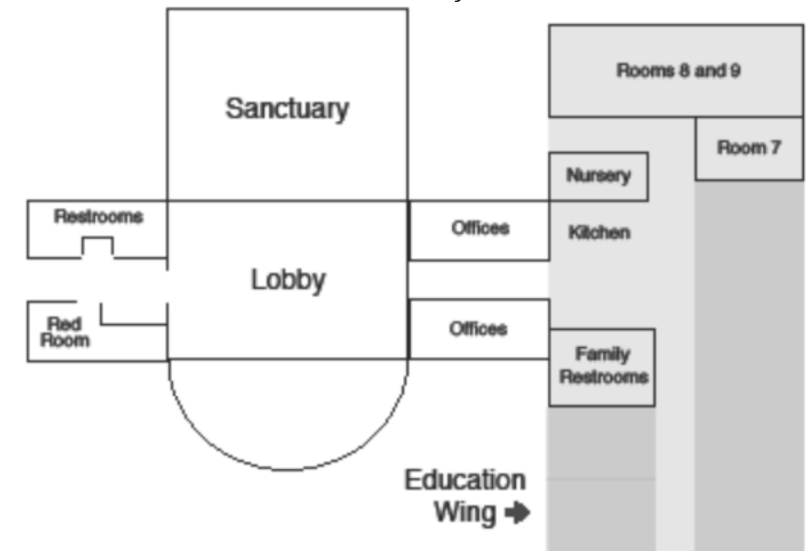 Sanctuary
Rooms 8 and 9
Room 7
Nursery
Restrooms
Offices
Kitchen
Lobby
Red
Room
Offices
Family
Restrooms
Education
Wing